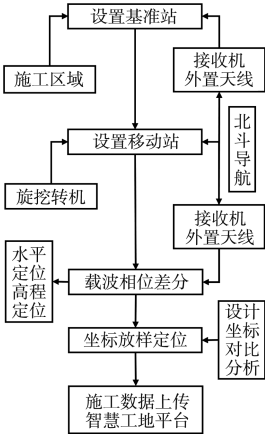 设置基准站
施工区域
接收机
外置天线
设置移动站
北
斗
导
航
旋挖转机
接收机
外置天线
水平
定位
高程
定位
载波相位差分
设计
坐标
对比
分析
坐标放样定位
施工数据上传
智慧工地平台